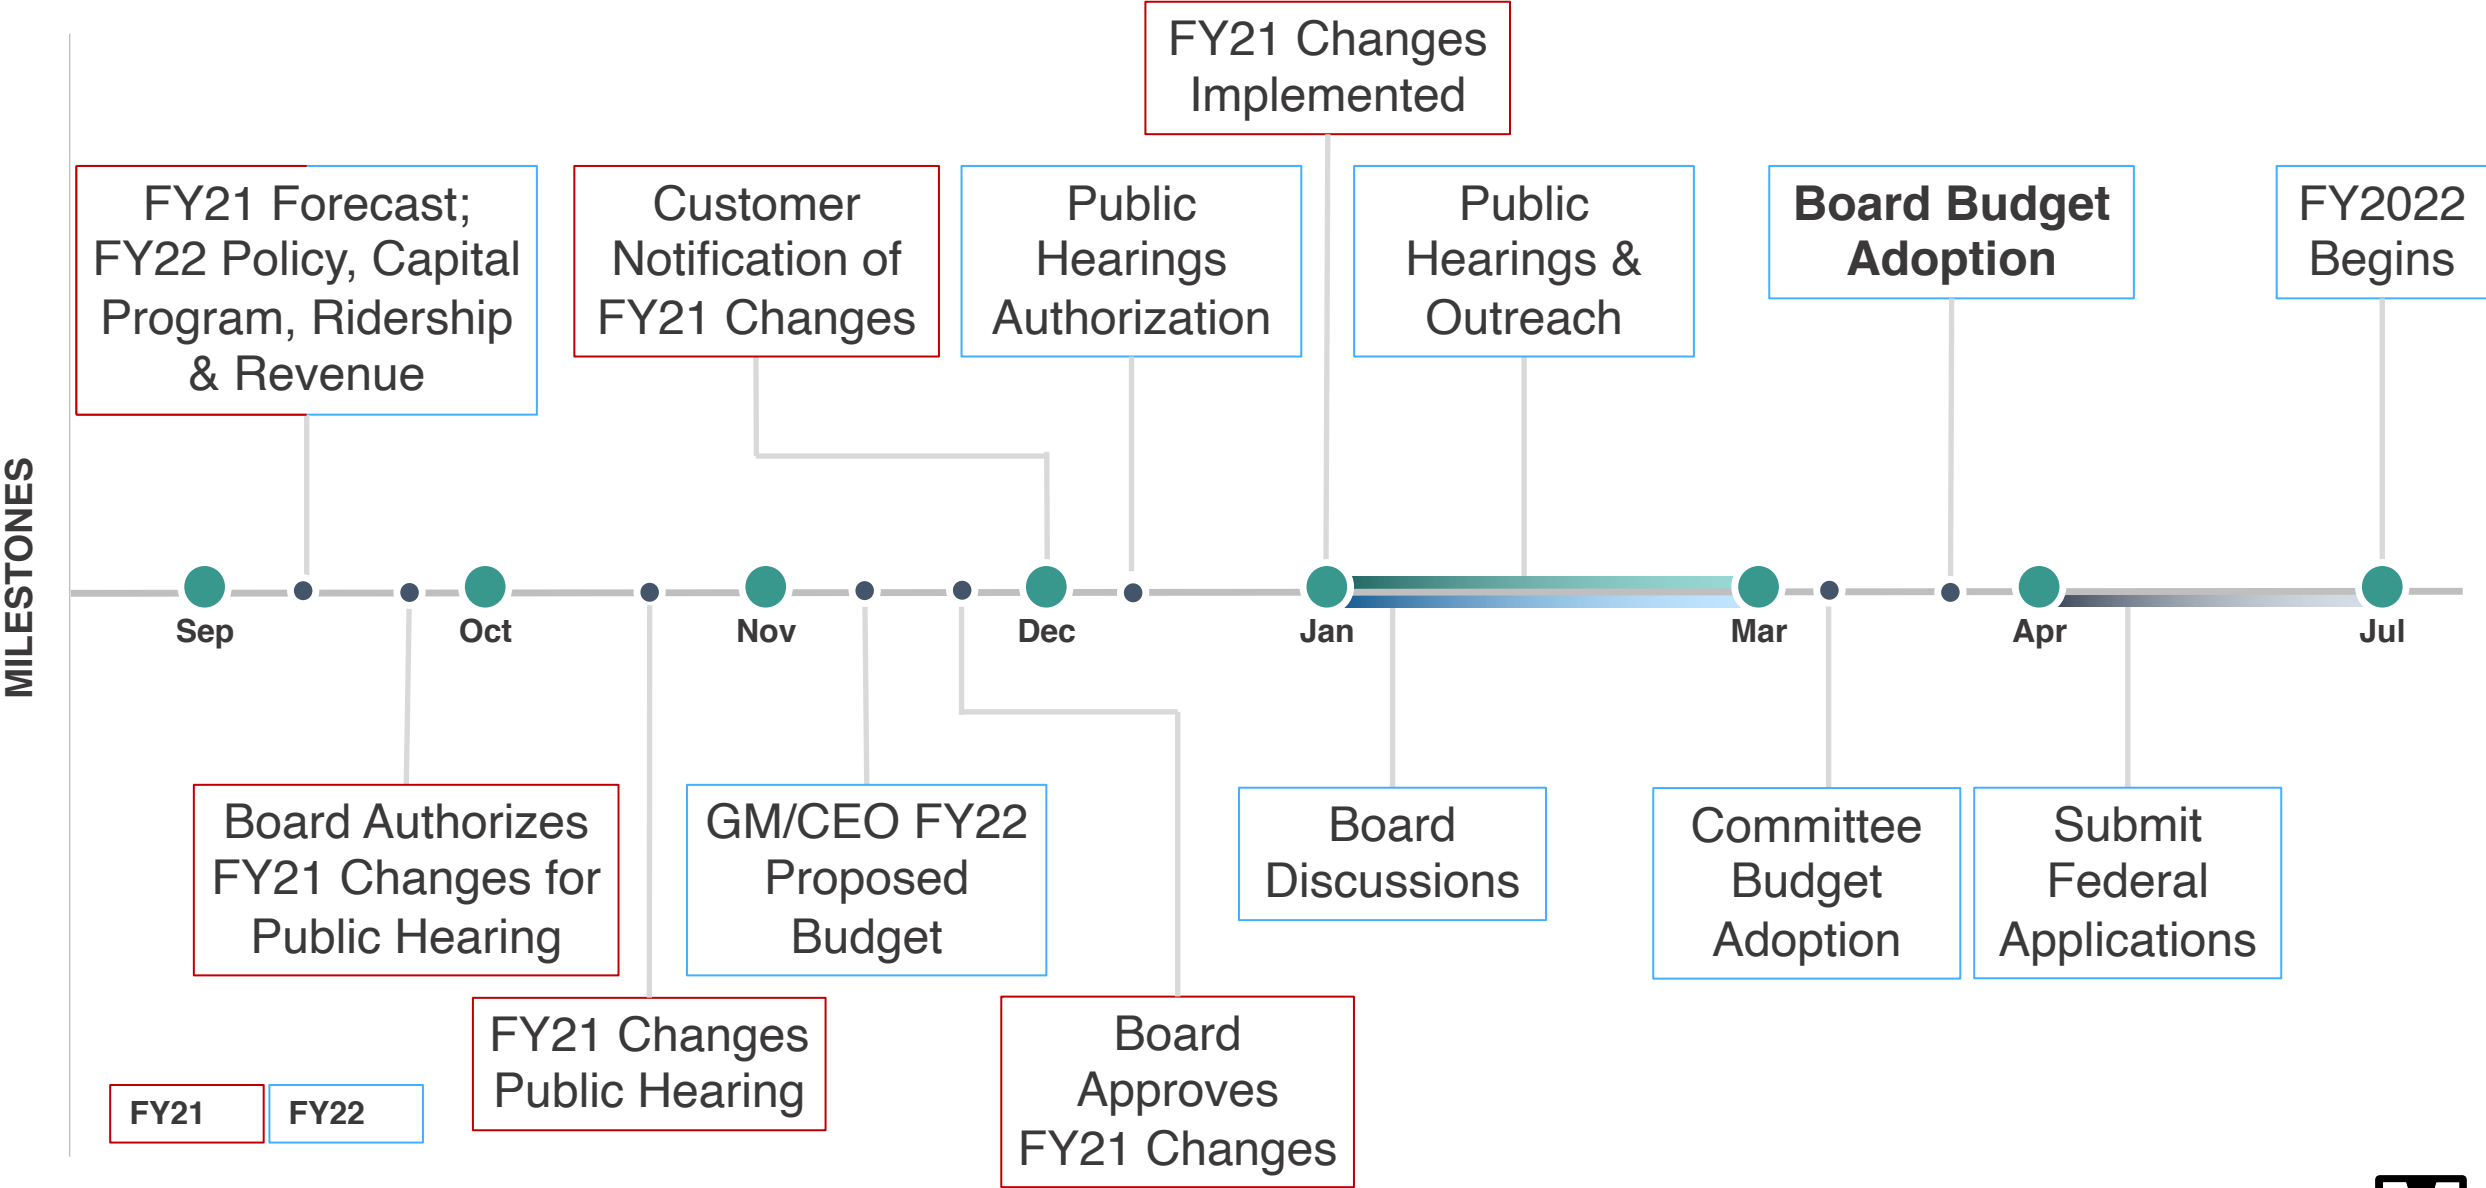 FY21 Changes
Implemented
FY21 Forecast;
FY22 Policy, Capital
Program, Ridership
& Revenue
Customer
Notification of
FY21 Changes
Public
Hearings
Authorization
Public
Hearings &
Outreach
Board Budget
Adoption
FY2022
Begins
MILESTONES
Sep
Oct
Nov
Dec
Jan
Mar
Apr
Jul
Board Authorizes
FY21 Changes for
Public Hearing
GM/CEO FY22
Proposed
Budget
Board
Discussions
Committee
Budget
Adoption
Submit
Federal
Applications
FY21 Changes
Public Hearing
Board
Approves
FY21 Changes
FY21
FY22